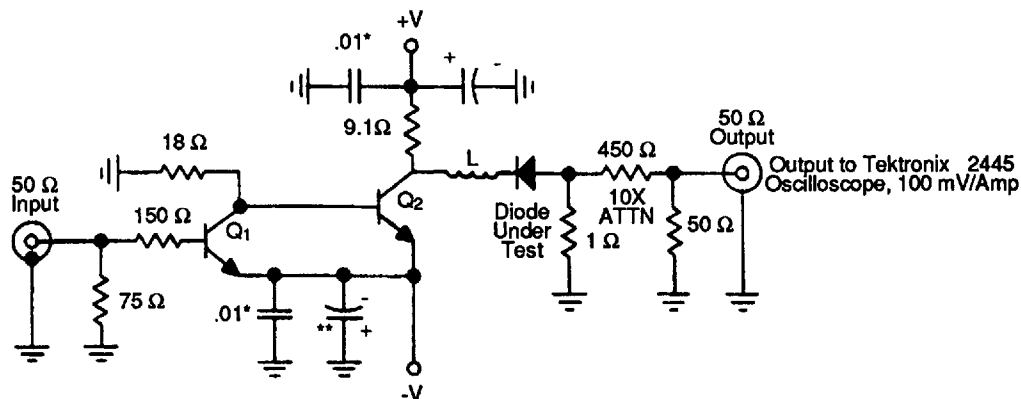 +V
.01*
+
-
9.1Ω
18 Ω
50 Ω
Input
150 Ω
Q1
Q2
L
Diode
Under
Test
450 Ω
10X
ATTN
1 Ω
50 Ω
50 Ω
Output
Output to Tektronix 2445
Oscilloscope, 100 mV/Amp
75 Ω
.01*
**
-
+
-V